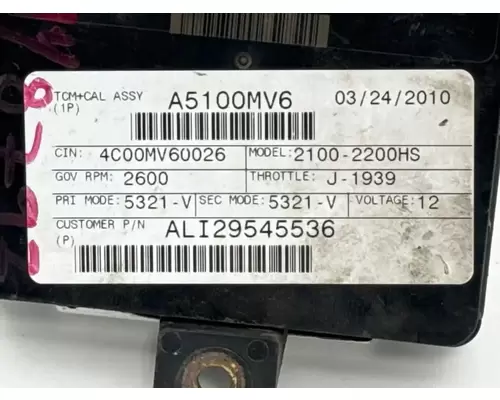 TCM+CAL ASSY A5100MV6 03/24/2010
(1P)
CIN: 4C00MV60026 MODEL: 2100-2200HS
GOV RPM: 2600 THROTTLE: J-1939
PRI MODE: 5321-V SEC MODE: 5321-V VOLTAGE: 12
CUSTOMER P/N ALI29545536
(P)